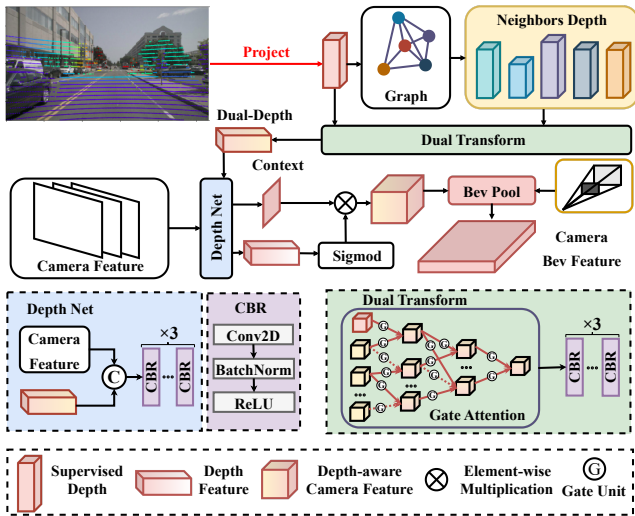 Project
Graph
Neighbors Depth
Dual-Depth
Dual Transform
Context
Camera Feature
Depth Net
Sigmod
Bev Pool
Camera
Bev Feature
Depth Net
Camera
Feature
C
×3
CBR
...
CBR
CBR
Conv2D
BatchNorm
ReLU
Dual Transform
G
G
G
G
G
G
G
G
G
G
G
G
...
...
...
...
Gate Attention
×3
CBR
...
CBR
Supervised
Depth
Depth
Feature
Depth-aware
Camera Feature
Element-wise
Multiplication
G
Gate Unit